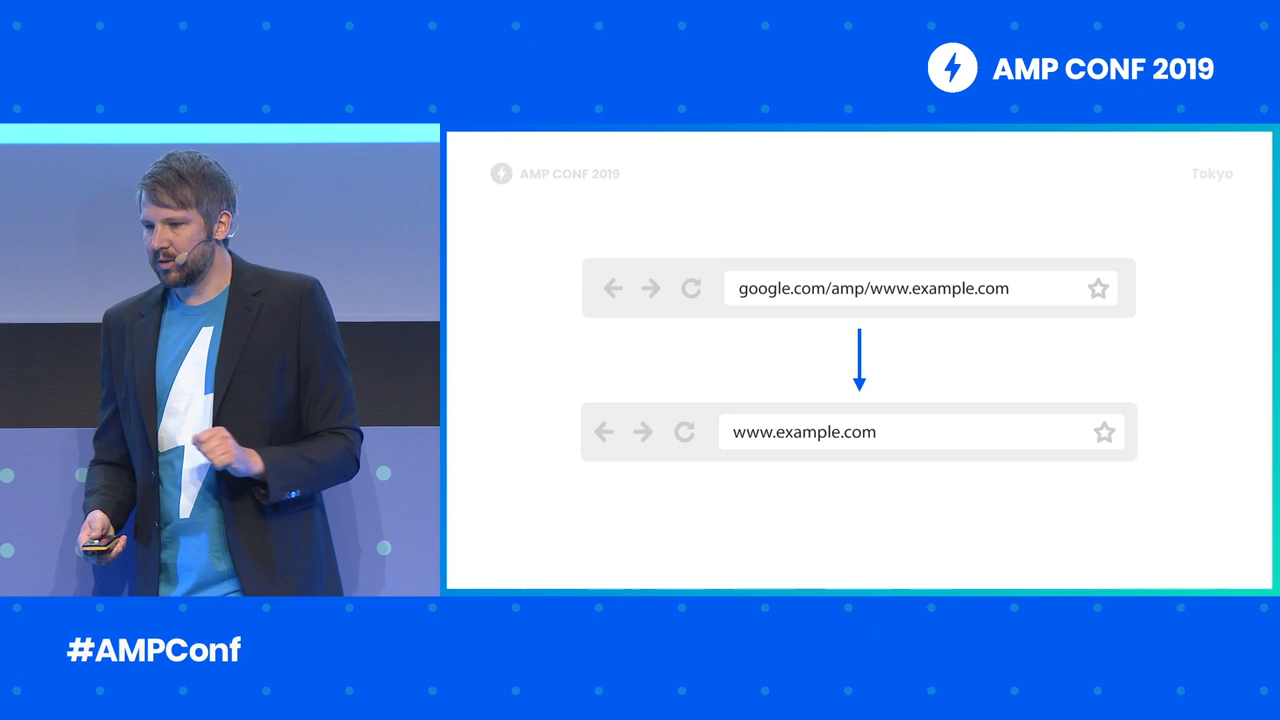 AMP CONF 2019
AMP CONF 2019
Tokyo
google.com/amp/www.example.com
www.example.com
#AMPConf